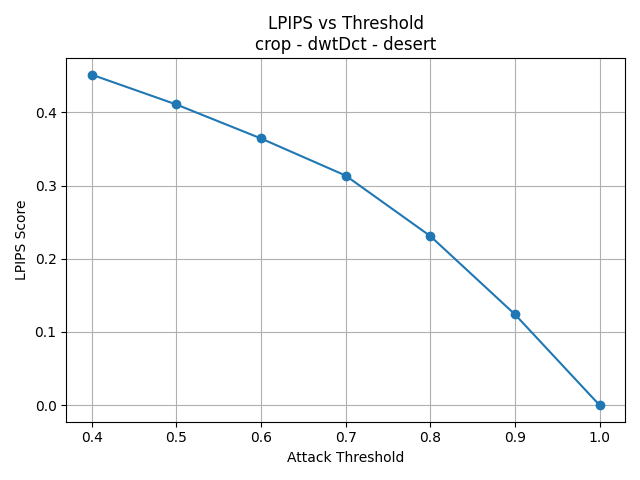 LPIPS vs Threshold
crop - dwtDct - desert
LPIPS Score
0.4
0.3
0.2
0.1
0.0
0.4 0.5 0.6 0.7 0.8 0.9 1.0
Attack Threshold